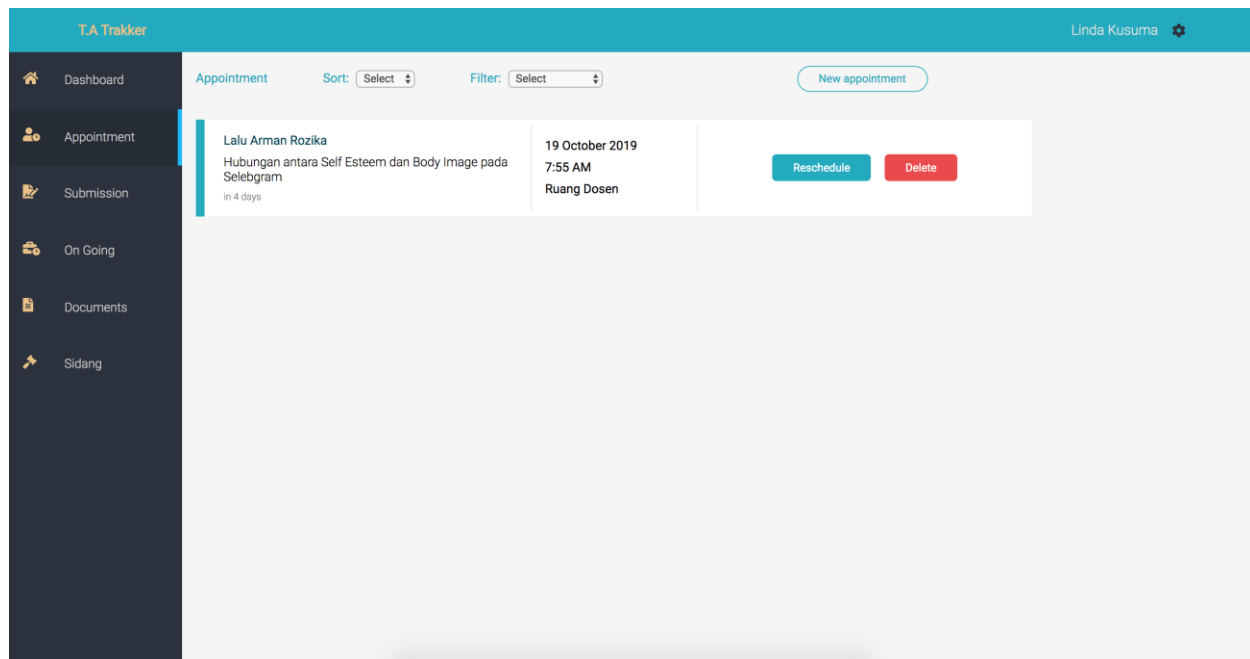 T.A Trakker
Linda Kusuma
Dashboard
Appointment
Submission
On Going
Documents
Sidang
Appointment Sort: Select Filter: Select New appointment
Lalu Arman Rozika
Hubungan antara Self Esteem dan Body Image pada
Selebgram
in 4 days
19 October 2019
7:55 AM
Ruang Dosen
Reschedule Delete